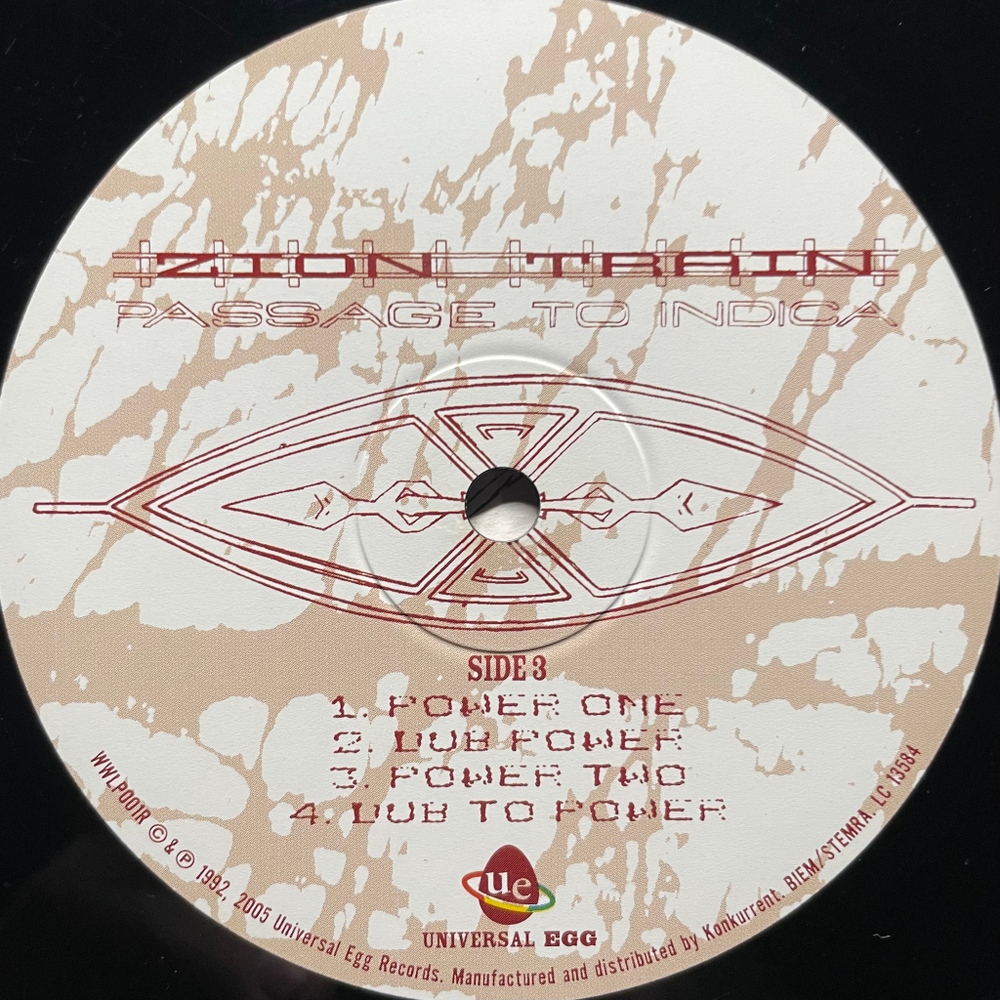 ZION TRAIN
PASSAGE TO INDICA
SIDE 3
1. POWER ONE
2. DUB POWER
3. POWER TWO
4. DUB TO POWER
ue
UNIVERSAL EGG
WWLP001R © & ℗ 1992, 2005 Universal Egg Records. Manufactured and distributed by Konkurrent. BIEM/STEMRA. LC 13584